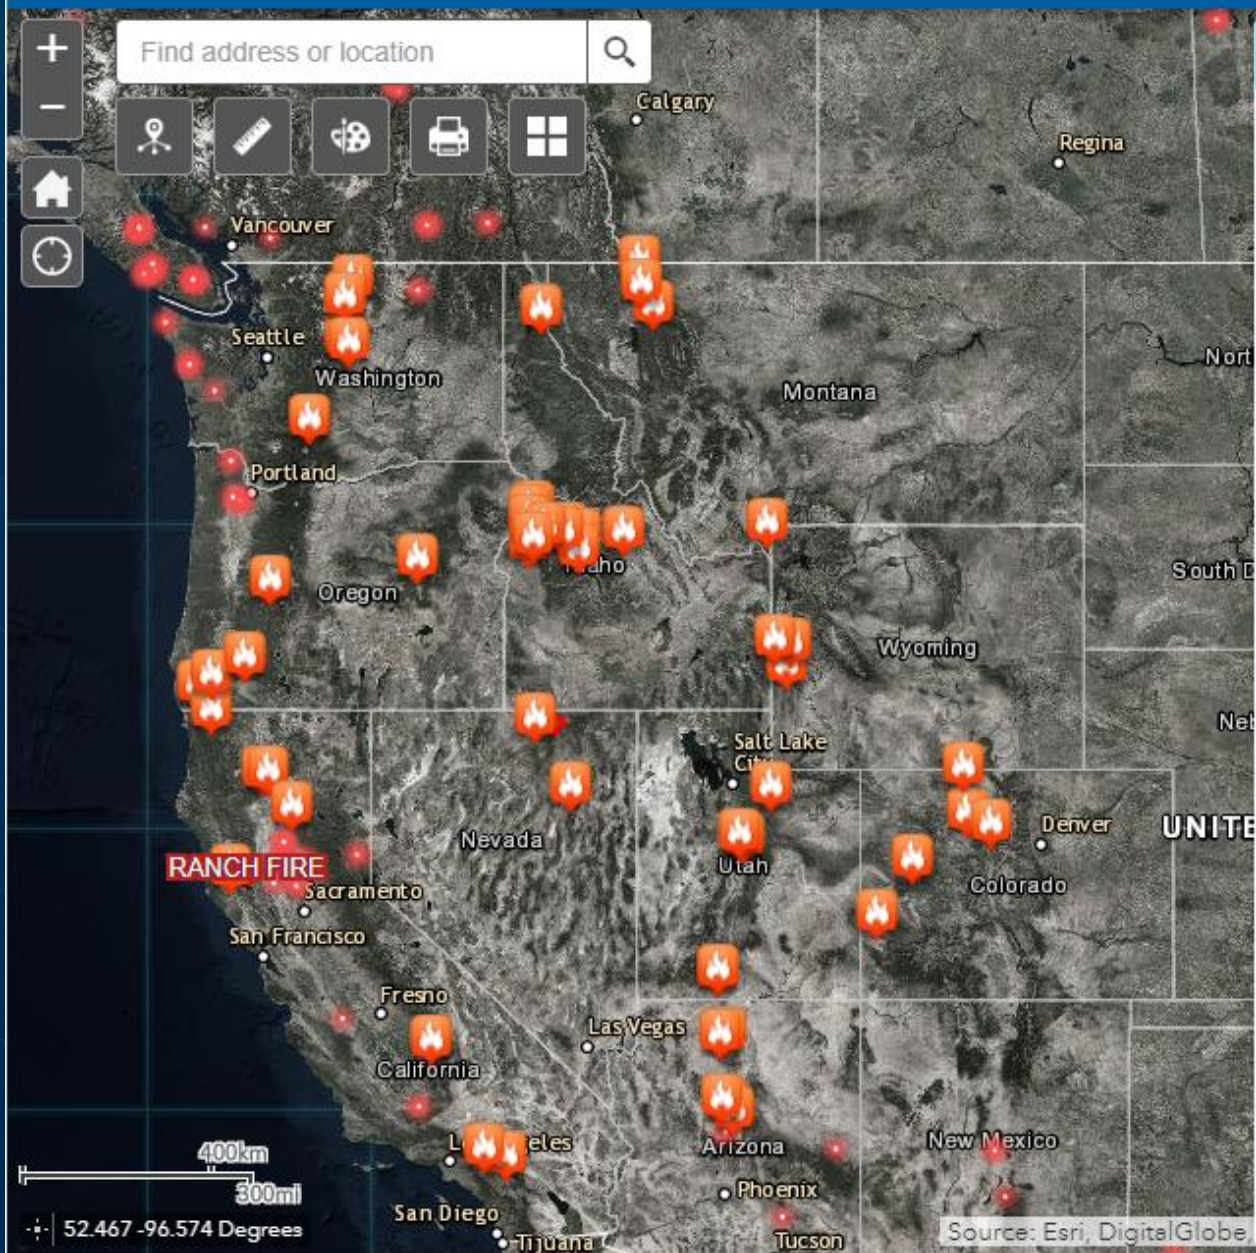 Find address or location
Calgary
Regina
Vancouver
Seattle
Washington
Montana
Portland
Oregon
South
Wyoming
Salt Lake
Nevada
Denver
UNITE
Utah
RANCH FIRE
Colorado
Sacramento
San Francisco
Fresno
Las Vegas
California
400km
Arizona
New Mexico
300mi
Phoenix
San Diego
52.467 -96.574 Degrees
Tijuana
Tucson
Source: Esri, DigitalGlobe